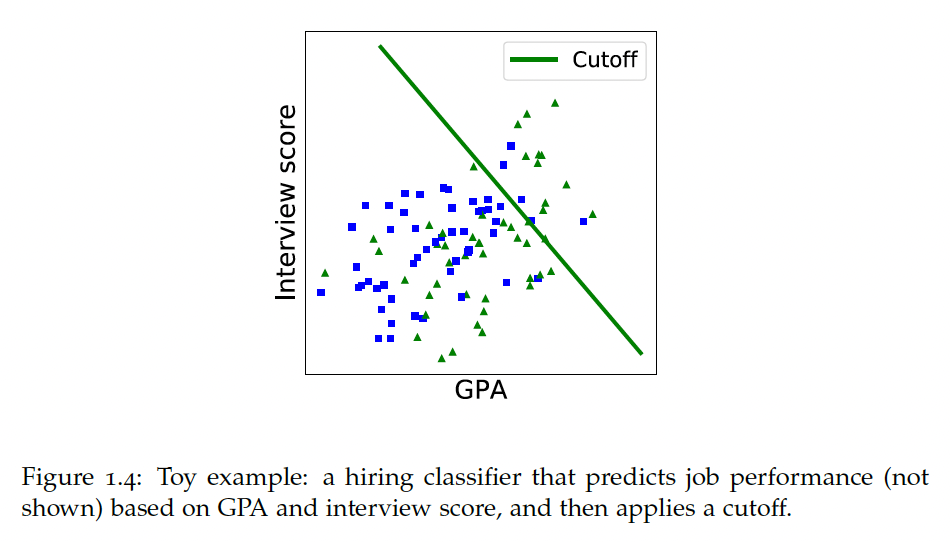 Cutoff
Interview score
GPA
Figure 1.4: Toy example: a hiring classifier that predicts job performance (not
shown) based on GPA and interview score, and then applies a cutoff.